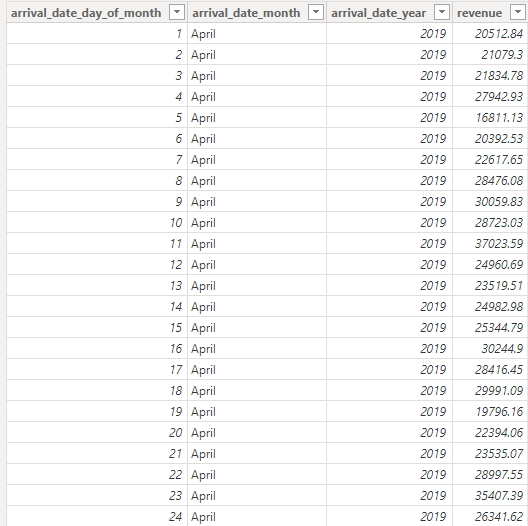 arrival_date_day_of_month arrival_date_month arrival_date_year revenue
1 April 2019 20512.84
2 April 2019 21079.3
3 April 2019 21834.78
4 April 2019 27942.93
5 April 2019 16811.13
6 April 2019 20392.53
7 April 2019 22617.65
8 April 2019 28476.08
9 April 2019 30059.83
10 April 2019 28723.03
11 April 2019 37023.59
12 April 2019 24960.69
13 April 2019 23519.51
14 April 2019 24982.98
15 April 2019 25344.79
16 April 2019 30244.9
17 April 2019 28416.45
18 April 2019 29991.09
19 April 2019 19796.16
20 April 2019 22394.06
21 April 2019 23535.07
22 April 2019 28997.55
23 April 2019 35407.39
24 April 2019 26341.62